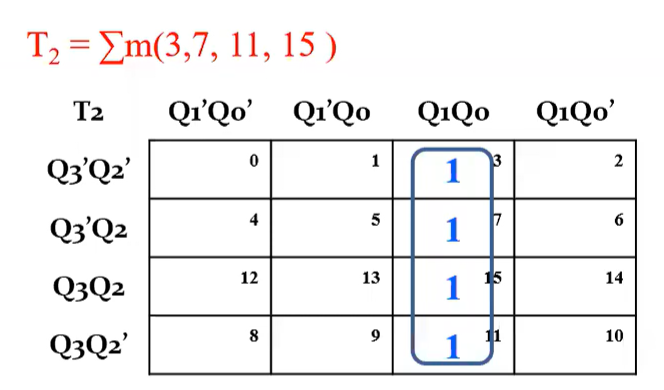 T₂ = ∑m(3,7, 11, 15 )
T2 Q1’Q0’ Q1’Q0 Q1Q0 Q1Q0’
Q3’Q2’ 0 1 1 3 2
Q3’Q2 4 5 1 7 6
Q3Q2 12 13 1 15 14
Q3Q2’ 8 9 1 11 10